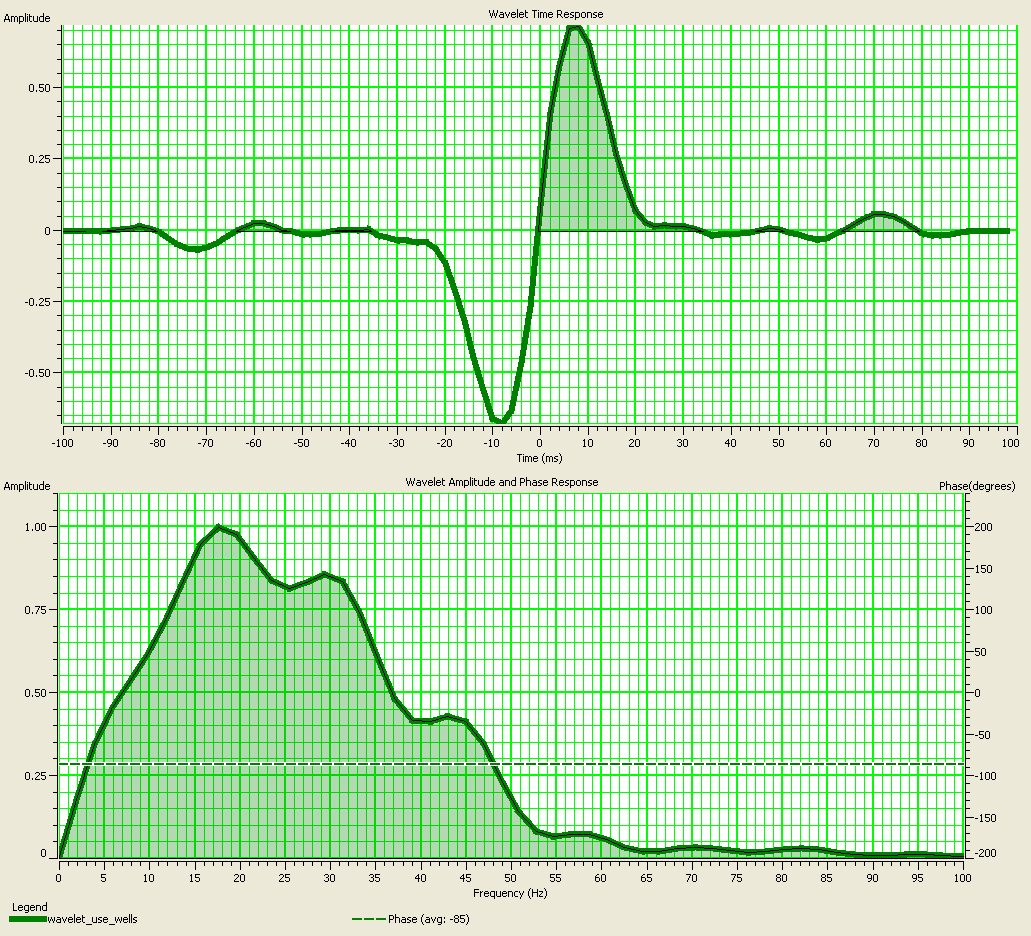 Wavelet Time Response
Amplitude
0.50
0.25
0
-0.25
-0.50
-100 -90 -80 -70 -60 -50 -40 -30 -20 -10 0 10 20 30 40 50 60 70 80 90 100
Time (ms)
Wavelet Amplitude and Phase Response
Amplitude Phase(degrees)
1.00 200
150
0.75 100
50
0.50 0
-50
0.25 -100
-150
0 -200
0 5 10 15 20 25 30 35 40 45 50 55 60 65 70 75 80 85 90 95 100
Frequency (Hz)
Legend
wavelet_use_wells Phase (avg: -85)